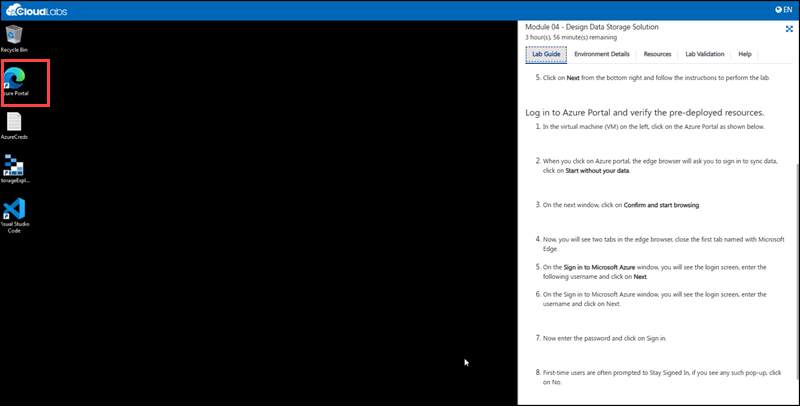 CloudLabs
EN
Recycle Bin
Azure Portal
AzureCreds
torageExpl...
Visual Studio
Code
Module 04 - Design Data Storage Solution
3 hour(s), 56 minute(s) remaining
Lab Guide Environment Details Resources Lab Validation Help
5. Click on Next from the bottom right and follow the instructions to perform the lab.
Log in to Azure Portal and verify the pre-deployed resources.
1. In the virtual machine (VM) on the left, click on the Azure Portal as shown below.
2. When you click on Azure portal, the edge browser will ask you to sign in to sync data,
click on Start without your data.
3. On the next window, click on Confirm and start browsing.
4. Now, you will see two tabs in the edge browser, close the first tab named with Microsoft
Edge.
5. On the Sign in to Microsoft Azure window, you will see the login screen, enter the
following username and click on Next.
6. On the Sign in to Microsoft Azure window, you will see the login screen, enter the
username and click on Next.
7. Now enter the password and click on Sign in.
8. First-time users are often prompted to Stay Signed In, if you see any such pop-up, click
on No.